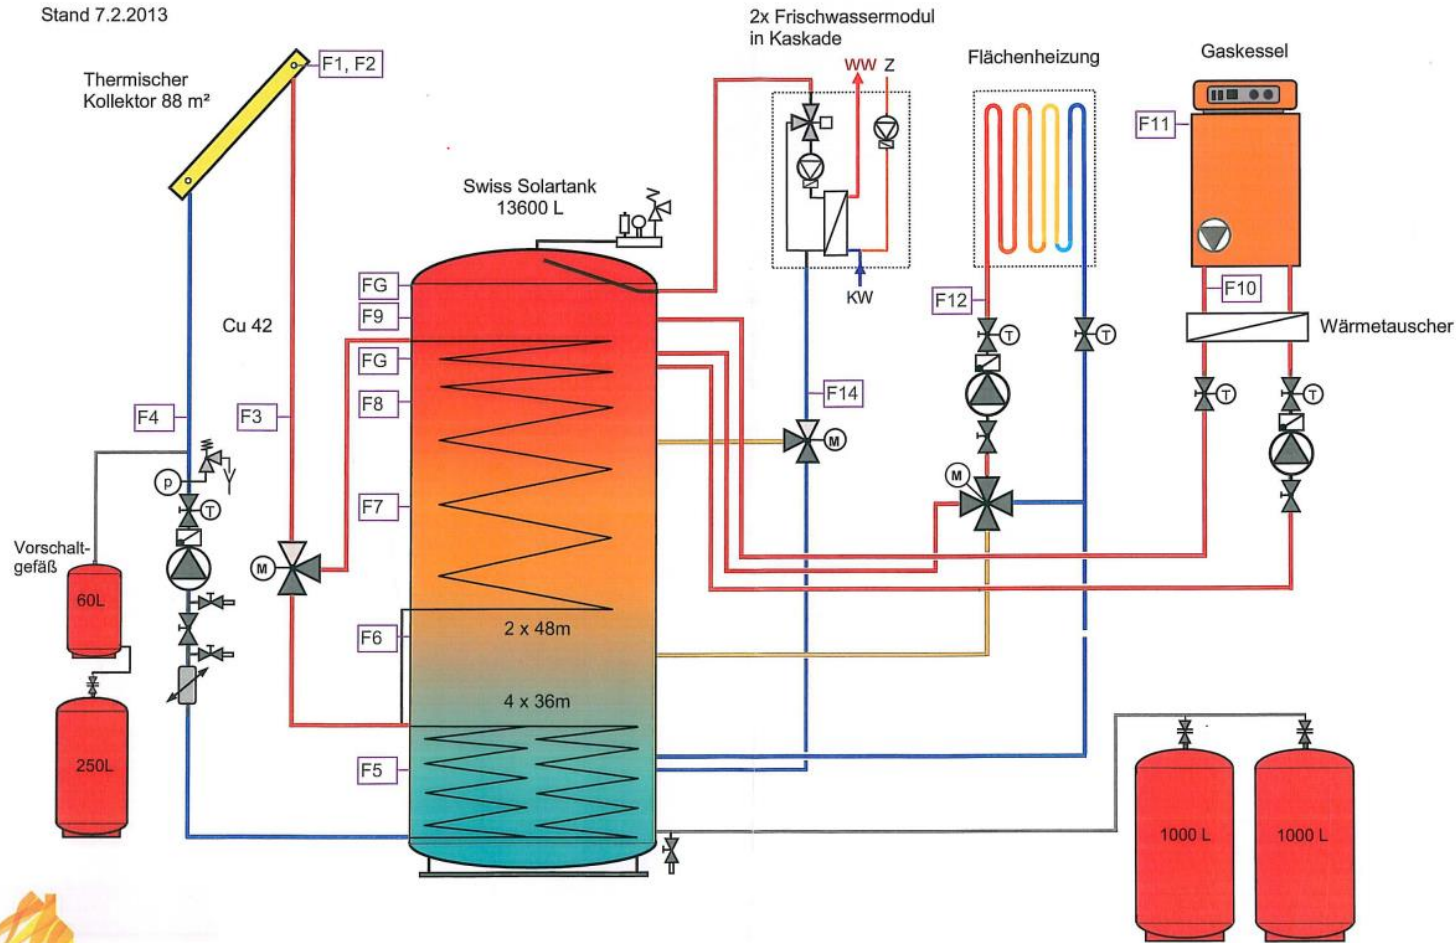 Stand 7.2.2013
2x Frischwassermodul
in Kaskade
Flächenheizung
Gaskessel
Thermischer
Kollektor 88 m²
F1, F2
WW Z
F11
Swiss Solartank
13600 L
KW
F12
F10
Wärmetauscher
FG
F9
Cu 42
FG
F8
F14
F4
F3
T
T
T
T
M
M
p
T
F7
Vorschalt-
gefäß
M
60L
F6
2 x 48m
4 x 36m
F5
250L
1000 L
1000 L